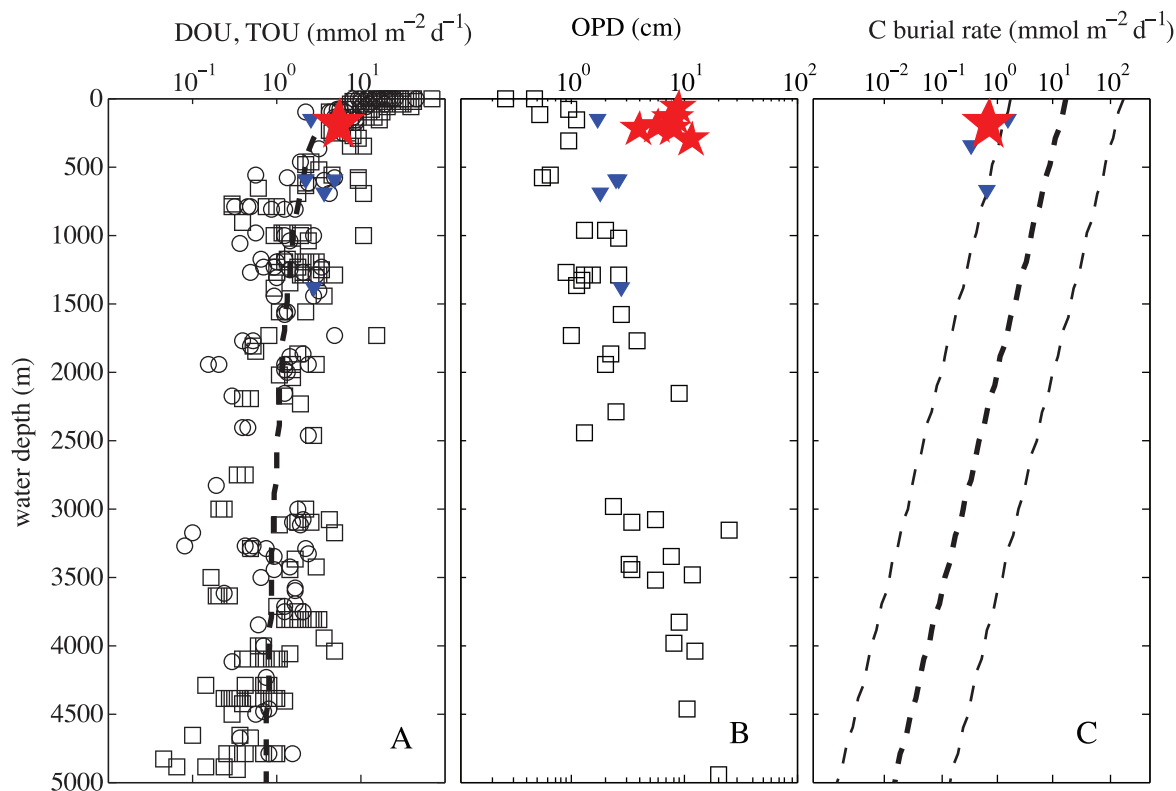 DOU, TOU (mmol m⁻² d⁻¹)
OPD (cm)
C burial rate (mmol m⁻² d⁻¹)
10⁻¹ 10⁰ 10¹
10⁰ 10¹ 10²
10⁻² 10⁻¹ 10⁰ 10¹ 10²
water depth (m)
0
500
1000
1500
2000
2500
3000
3500
4000
4500
5000
A
B
C